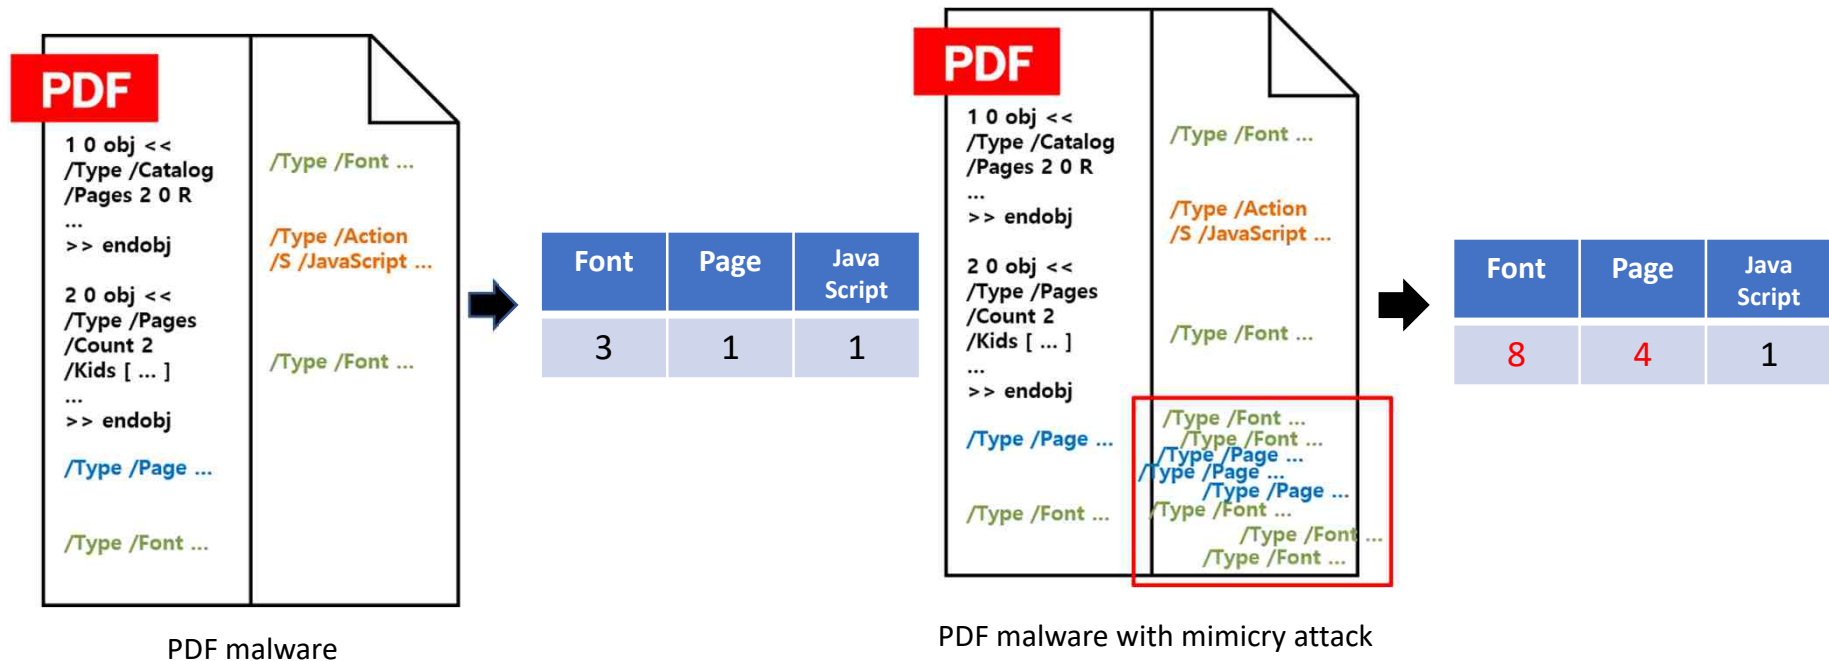 PDF
1 0 obj <<
/Type /Catalog
/Pages 2 0 R
...
>> endobj
2 0 obj <<
/Type /Pages
/Count 2
/Kids [ ... ]
...
>> endobj
/Type /Page ...
/Type /Font ...
/Type /Font ...
/Type /Action
/S /JavaScript ...
/Type /Font ...
Font Page Java
Script
3 1 1
PDF malware
PDF
1 0 obj <<
/Type /Catalog
/Pages 2 0 R
...
>> endobj
2 0 obj <<
/Type /Pages
/Count 2
/Kids [ ... ]
...
>> endobj
/Type /Page ...
/Type /Font ...
/Type /Font ...
/Type /Action
/S /JavaScript ...
/Type /Font ...
/Type /Font ...
/Type /Font ...
/Type /Page ...
/Type /Page ...
/Type /Page ...
/Type /Font ...
/Type /Font ...
/Type /Font ...
Font Page Java
Script
8 4 1
PDF malware with mimicry attack